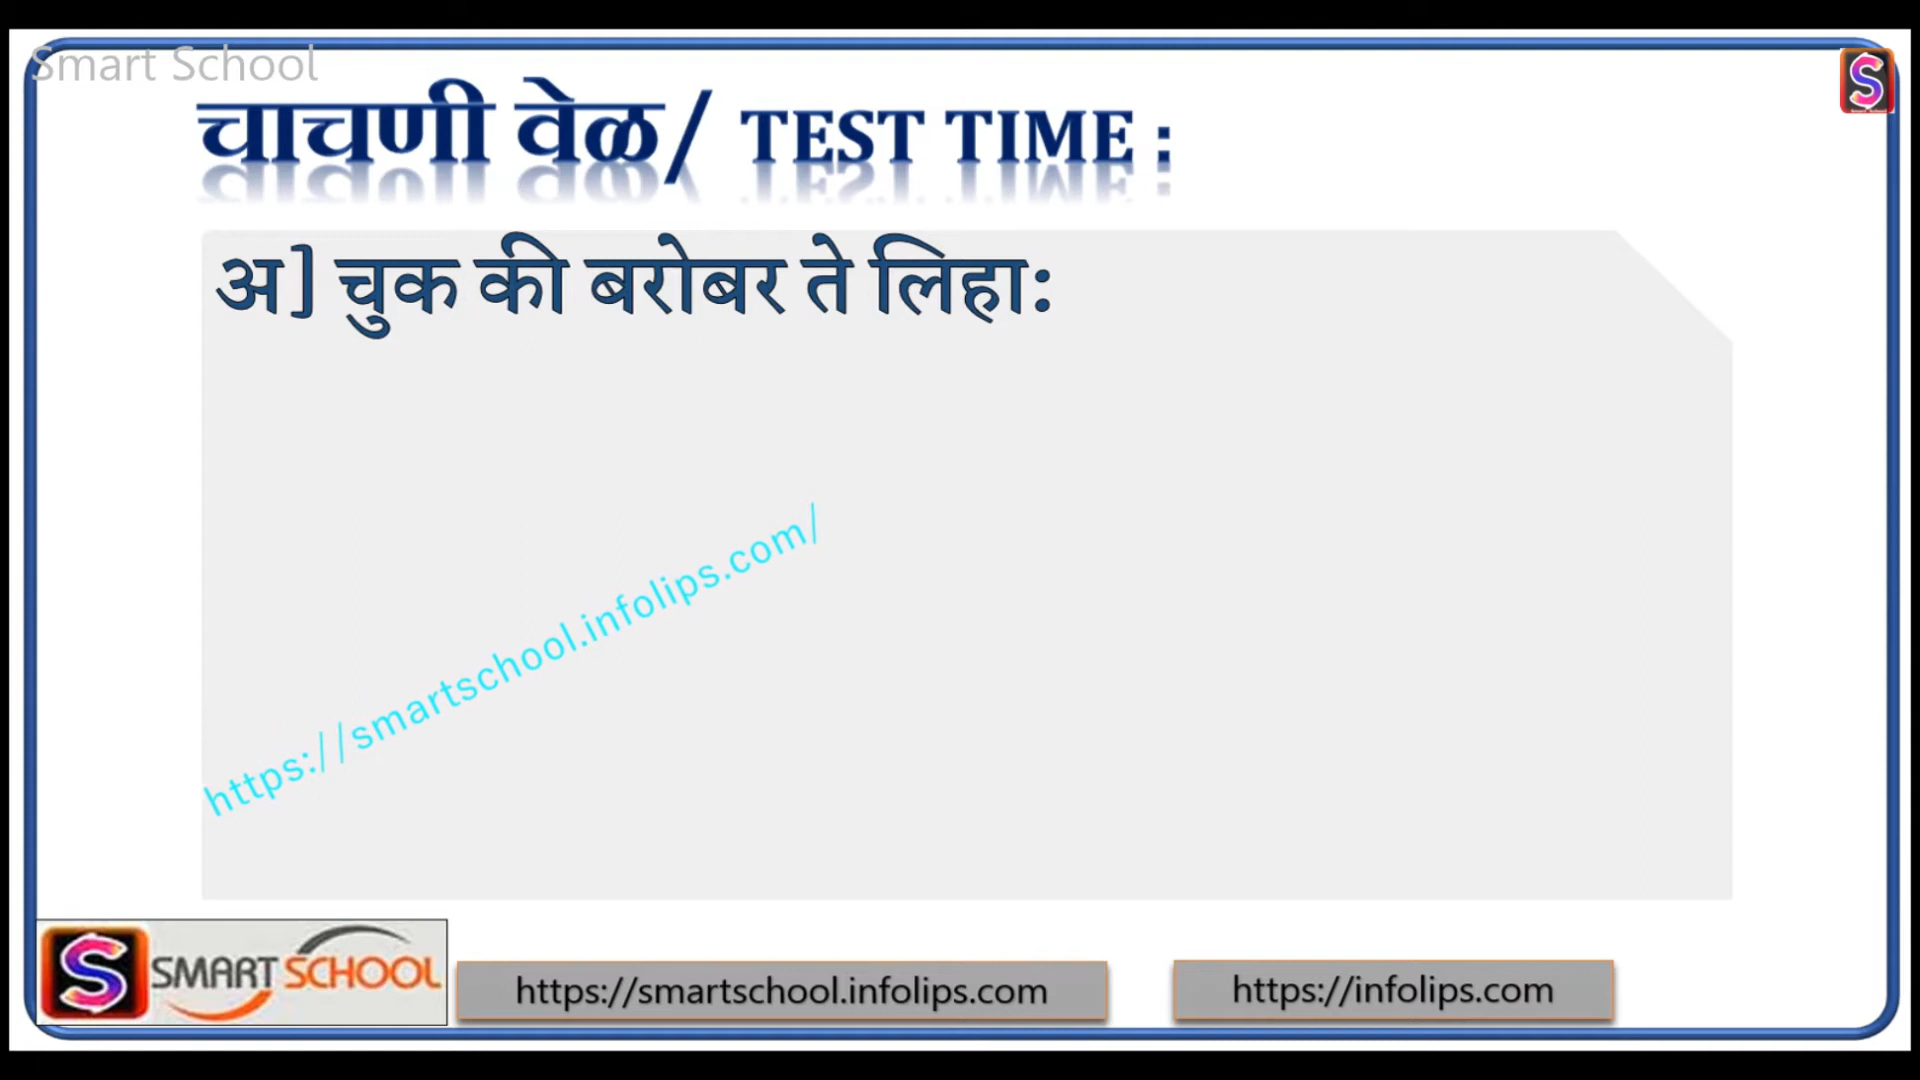 Smart School
चाचणी वेळ/ TEST TIME :
अ] चुक की बरोबर ते लिहा:
https://smartschool.infolips.com/
SMART SCHOOL
https://smartschool.infolips.com
https://infolips.com